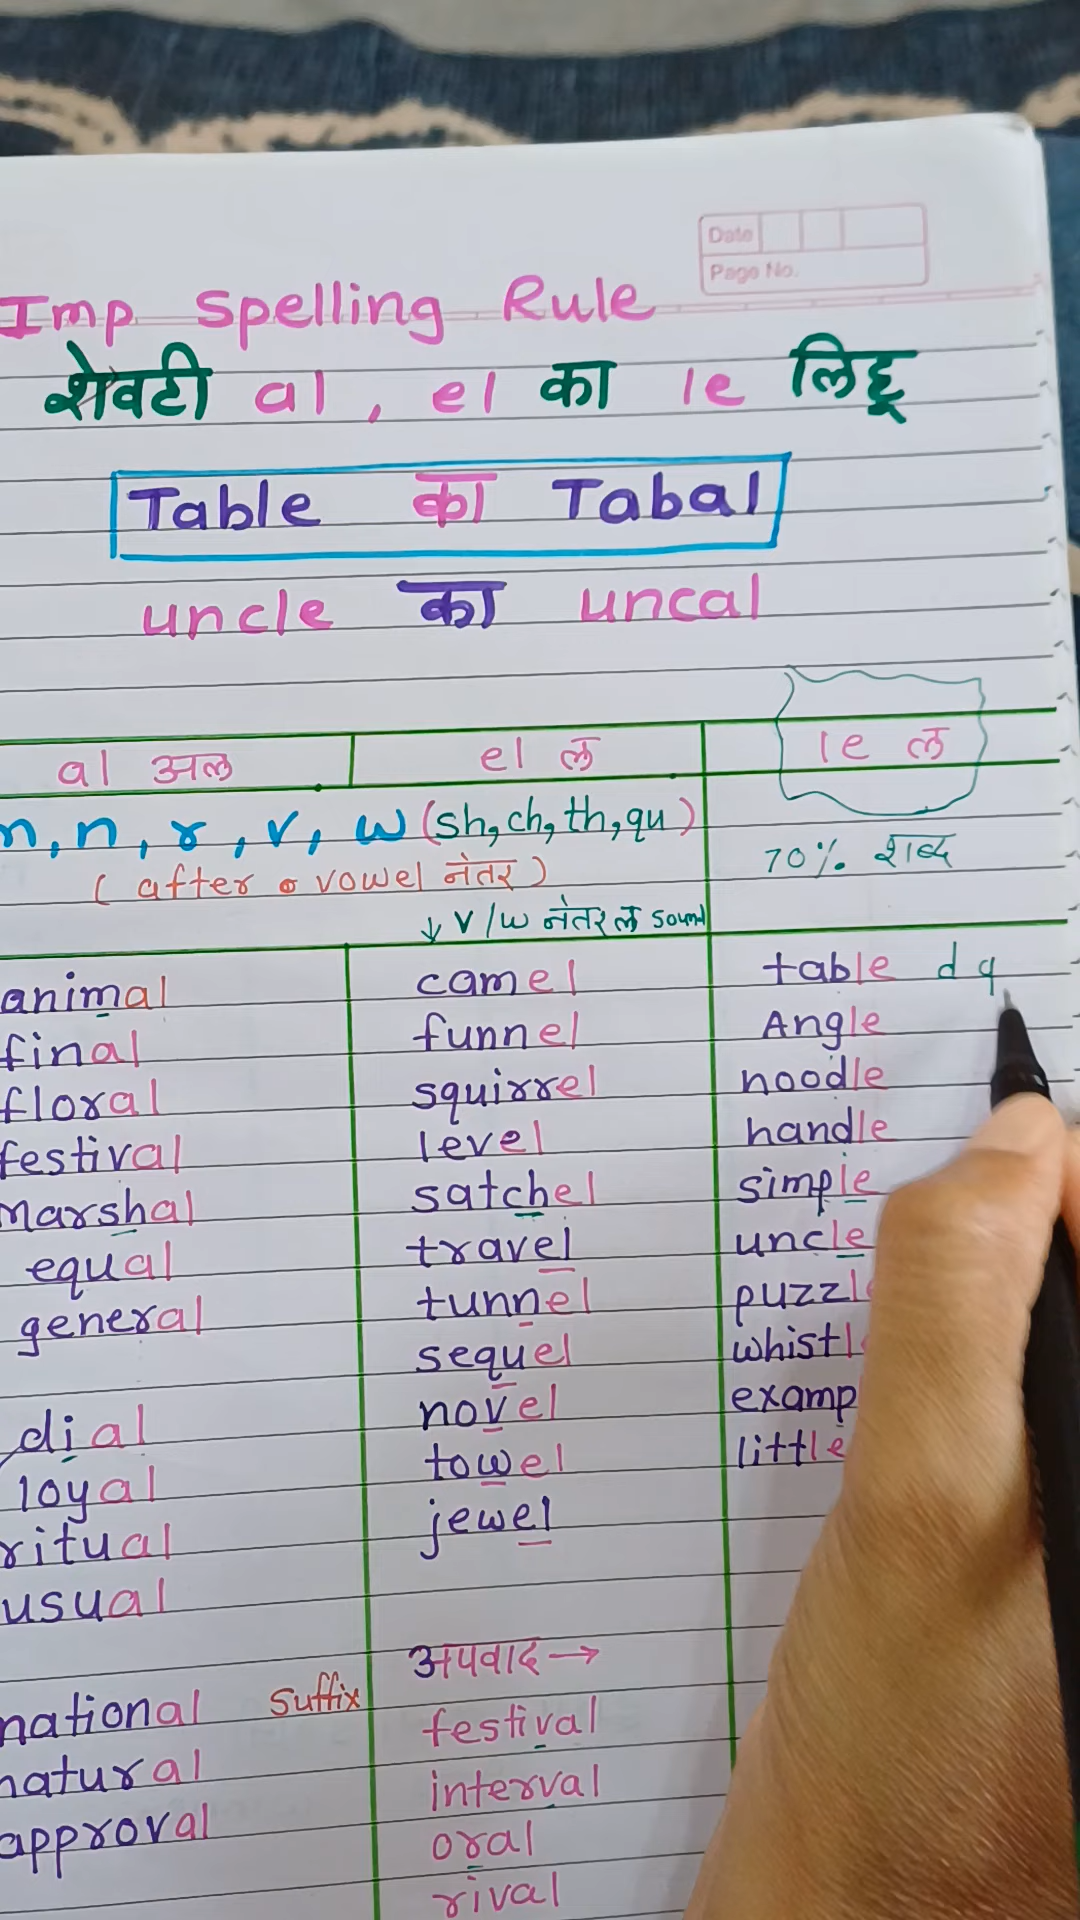 Date
Page No.
Imp Spelling Rule
शेवटी al, el का le लिहू
Table का Tabal
uncle का uncal
al अल el ल le ल
m, n, r, v, w (sh, ch, th, qu)
(after vowel नंतर)
70% शब्द
↓ v/w नंतर ल sound
animal camel table d q
final funnel Angle
floral squirrel noodle
festival level handle
marshal satchel simple
equal travel uncle
general tunnel puzzl
sequel whistl
novel examp
dial towel little
loyal jewel
ritual
usual
अपवाद →
national suffix festival
natural interval
approval oral
rival